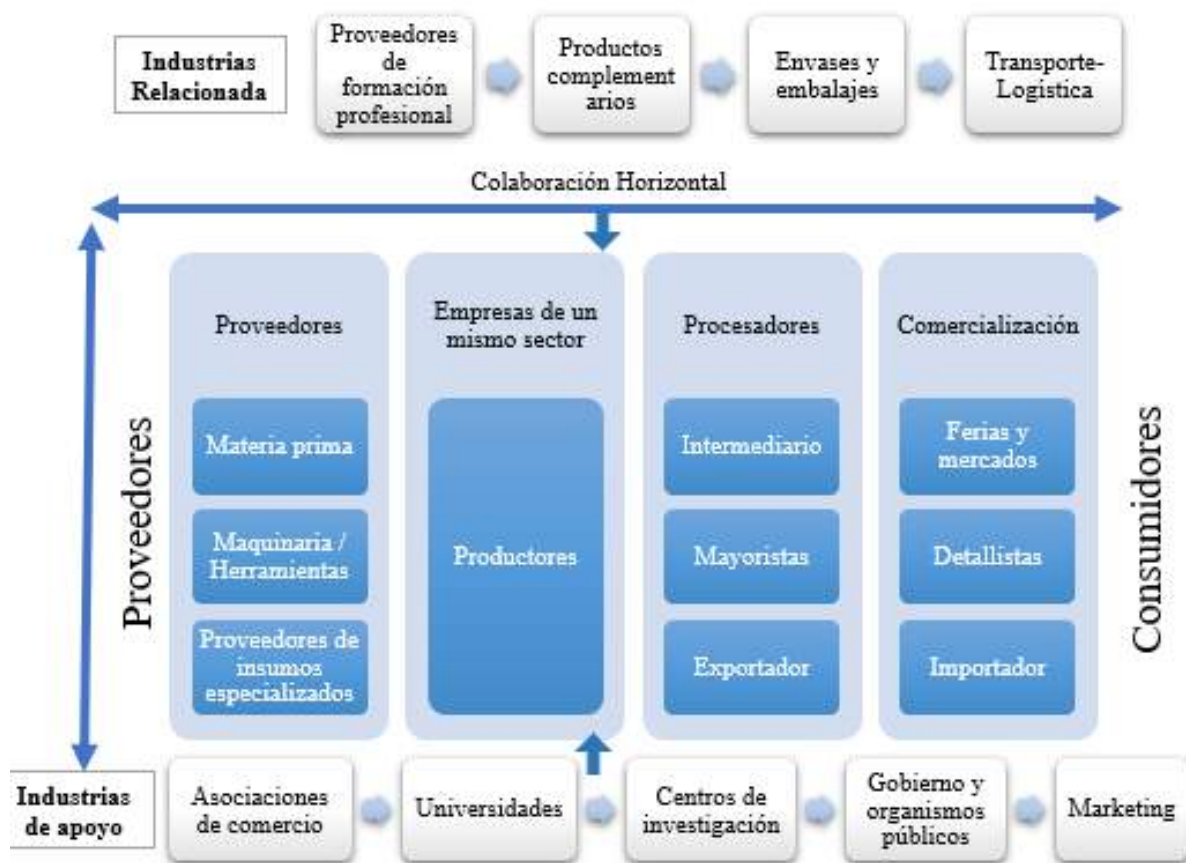 Industrias
Relacionada
Proveedores
de
formación
profesional
Productos
complement
arios
Envases y
embalajes
Transporte-
Logística
Colaboración Horizontal
Proveedores
Proveedores
Materia prima
Maquinaria /
Herramientas
Proveedores de
insumos
especializados
Empresas de un
mismo sector
Productores
Procesadores
Intermediario
Mayoristas
Exportador
Comercialización
Ferias y
mercados
Detallistas
Importador
Consumidores
Industrias
de apoyo
Asociaciones
de comercio
Universidades
Centros de
investigación
Gobierno y
organismos
públicos
Marketing